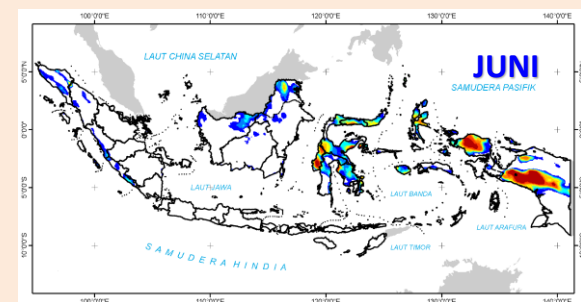 100°0'0"E 110°0'0"E 120°0'0"E 130°0'0"E 140°0'0"E
LAUT CHINA SELATAN
JUNI
SAMUDERA PASIFIK
5°0'0"N
0°0'0"
LAUT JAWA
LAUT BANDA
5°0'0"S
LAUT ARAFURA
LAUT TIMOR
10°0'0"S
SAMUDERA HINDIA
100°0'0"E 110°0'0"E 120°0'0"E 130°0'0"E 140°0'0"E